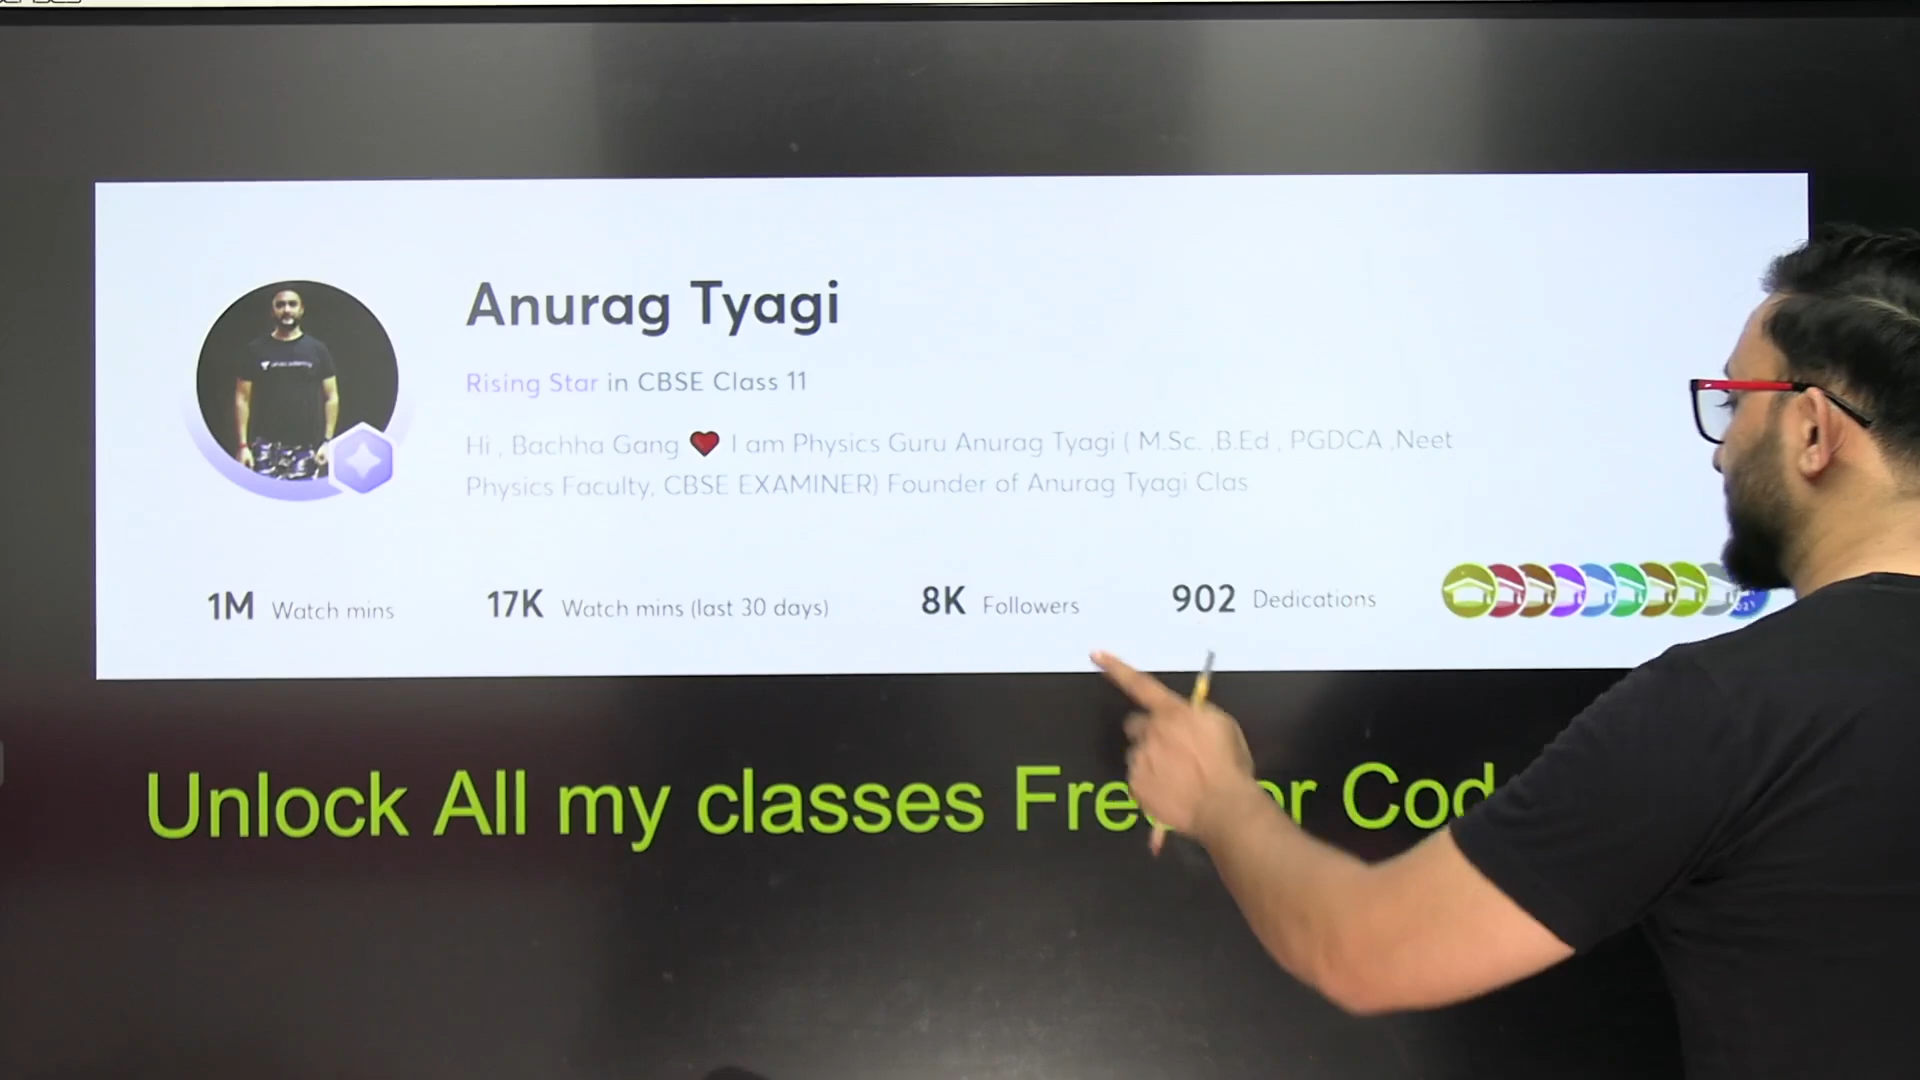 Anurag Tyagi
Rising Star in CBSE Class 11
Hi , Bachha Gang ❤ I am Physics Guru Anurag Tyagi ( M.Sc. ,B.Ed , PGDCA ,Neet
Physics Faculty, CBSE EXAMINER) Founder of Anurag Tyagi Clas
1M Watch mins 17K Watch mins (last 30 days) 8K Followers 902 Dedications
Unlock All my classes